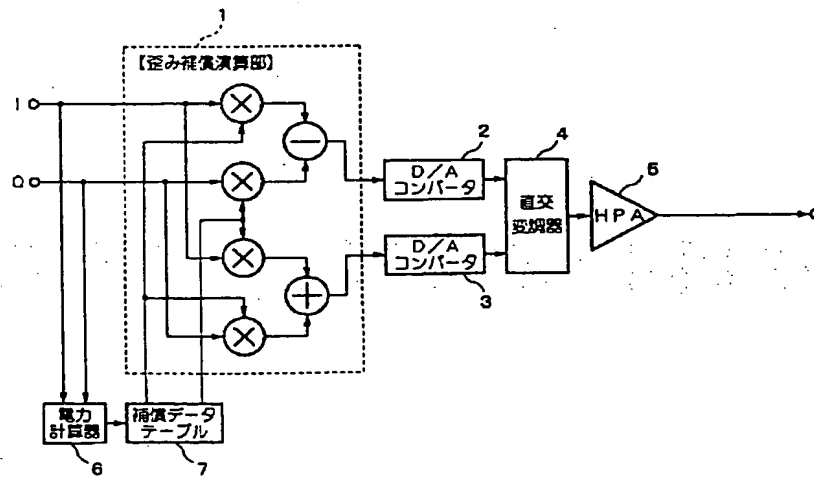 1
【歪み補償演算部】
I
Q
2
D/A
コンバータ
4
直交
変調器
5
HPA
D/A
コンバータ
3
電力
計算器
6
補償データ
テーブル
7